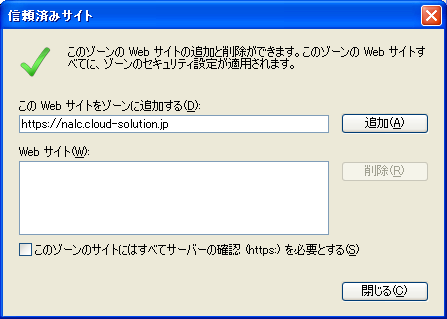 信頼済みサイト
このゾーンの Web サイトの追加と削除ができます。このゾーンの Web サイトす
べてに、ゾーンのセキュリティ設定が適用されます。
この Web サイトをゾーンに追加する(D):
https://nalc.cloud-solution.jp
追加(A)
Web サイト(W):
削除(R)
このゾーンのサイトにはすべてサーバーの確認 (https:) を必要とする(S)
閉じる(C)